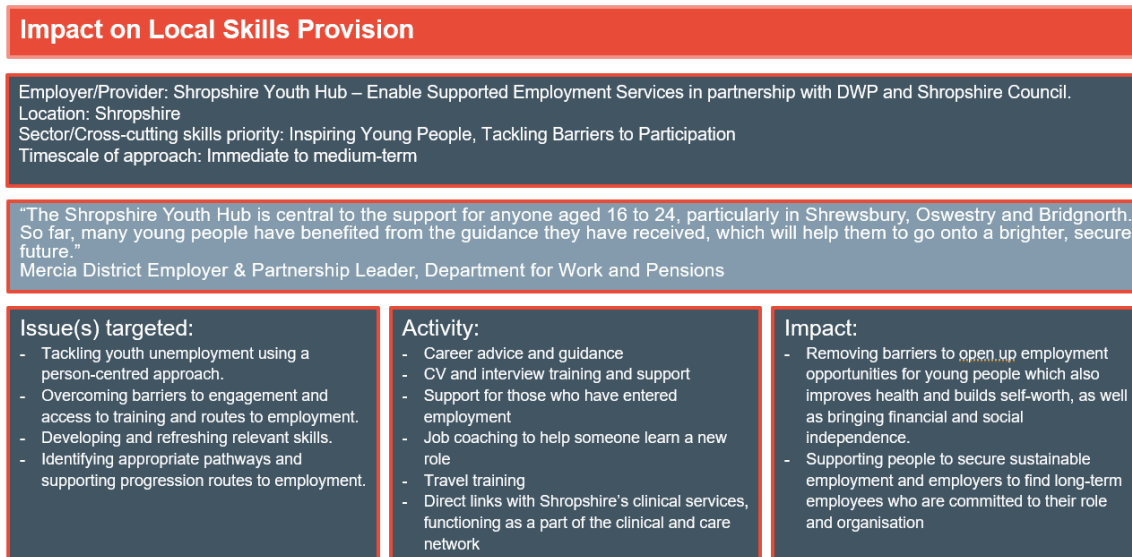 Impact on Local Skills Provision
Employer/Provider: Shropshire Youth Hub – Enable Supported Employment Services in partnership with DWP and Shropshire Council.
Location: Shropshire
Sector/Cross-cutting skills priority: Inspiring Young People, Tackling Barriers to Participation
Timescale of approach: Immediate to medium-term
“The Shropshire Youth Hub is central to the support for anyone aged 16 to 24, particularly in Shrewsbury, Oswestry and Bridgnorth.
So far, many young people have benefited from the guidance they have received, which will help them to go onto a brighter, secure
future.”
Mercia District Employer & Partnership Leader, Department for Work and Pensions
Issue(s) targeted:
- Tackling youth unemployment using a
person-centred approach.
- Overcoming barriers to engagement and
access to training and routes to employment.
- Developing and refreshing relevant skills.
- Identifying appropriate pathways and
supporting progression routes to employment.
Activity:
- Career advice and guidance
- CV and interview training and support
- Support for those who have entered
employment
- Job coaching to help someone learn a new
role
- Travel training
- Direct links with Shropshire’s clinical services,
functioning as a part of the clinical and care
network
Impact:
- Removing barriers to open up employment
opportunities for young people which also
improves health and builds self-worth, as well
as bringing financial and social
independence.
- Supporting people to secure sustainable
employment and employers to find long-term
employees who are committed to their role
and organisation